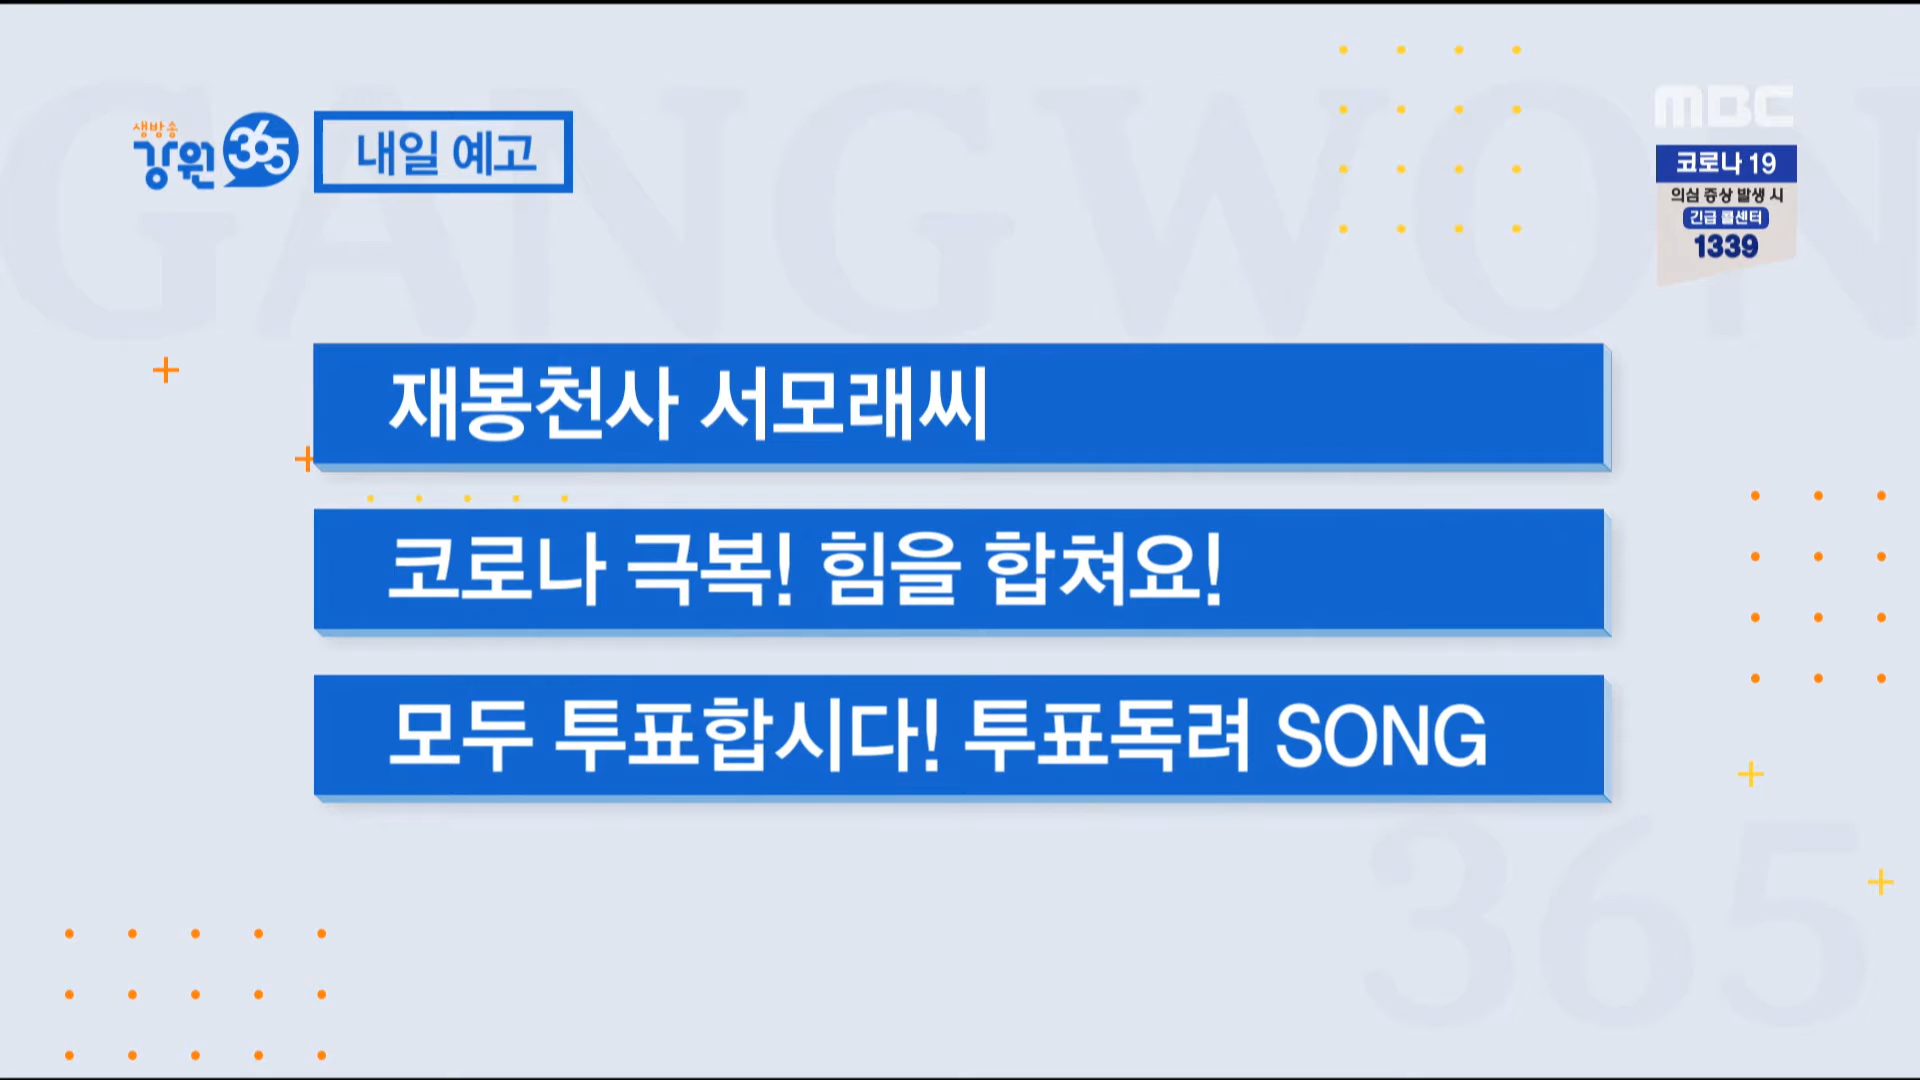 GANGWON
생방송
강원 365
내일 예고
MBC
코로나 19
의심 증상 발생 시
긴급 콜센터
1339
재봉천사 서모래씨
코로나 극복! 힘을 합쳐요!
모두 투표합시다! 투표독려 SONG
365